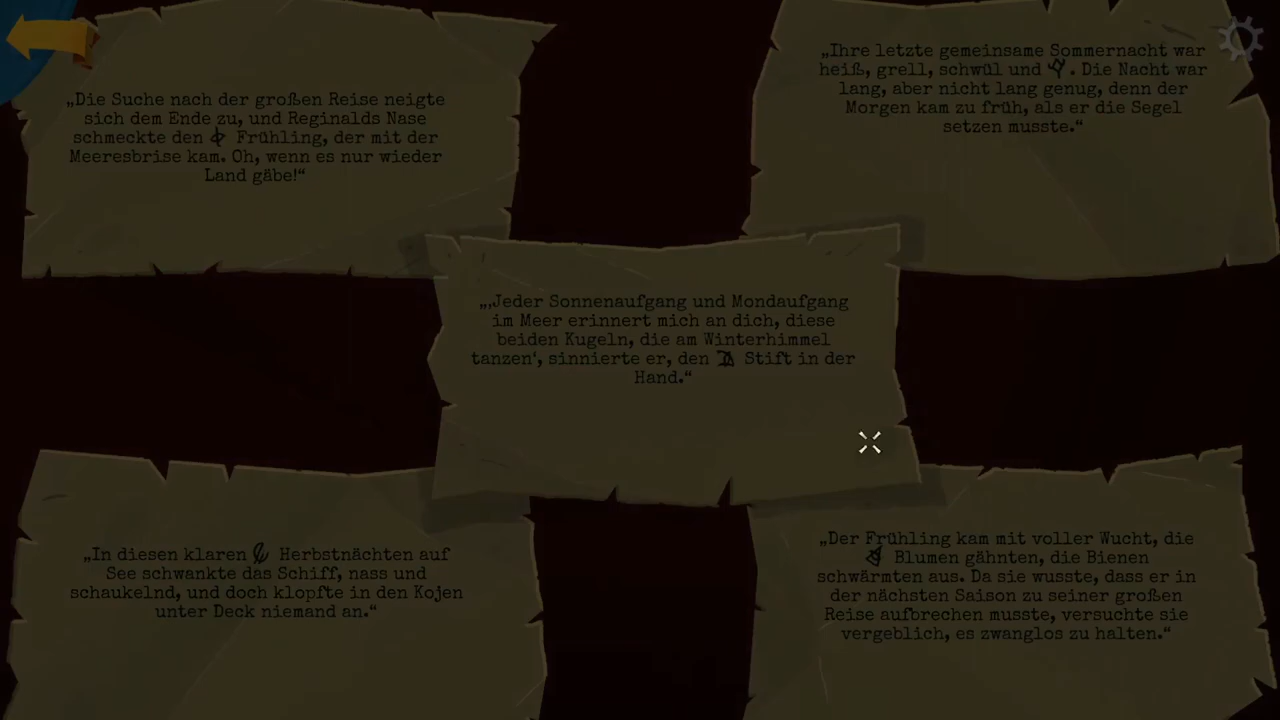 „Die Suche nach der großen Reise neigte
sich dem Ende zu, und Reginalds Nase
schmeckte den Frühling, der mit der
Meeresbrise kam. Oh, wenn es nur wieder
Land gäbe!“
„Ihre letzte gemeinsame Sommernacht war
heiß, grell, schwül und . Die Nacht war
lang, aber nicht lang genug, denn der
Morgen kam zu früh, als er die Segel
setzen musste.“
„‚Jeder Sonnenaufgang und Mondaufgang
im Meer erinnert mich an dich, diese
beiden Kugeln, die am Winterhimmel
tanzen‘, sinnierte er, den Stift in der
Hand.“
„In diesen klaren Herbstnächten auf
See schwankte das Schiff, nass und
schaukelnd, und doch klopfte in den Kojen
unter Deck niemand an.“
„Der Frühling kam mit voller Wucht, die
Blumen gähnten, die Bienen
schwärmten aus. Da sie wusste, dass er in
der nächsten Saison zu seiner großen
Reise aufbrechen musste, versuchte sie
vergeblich, es zwanglos zu halten.“